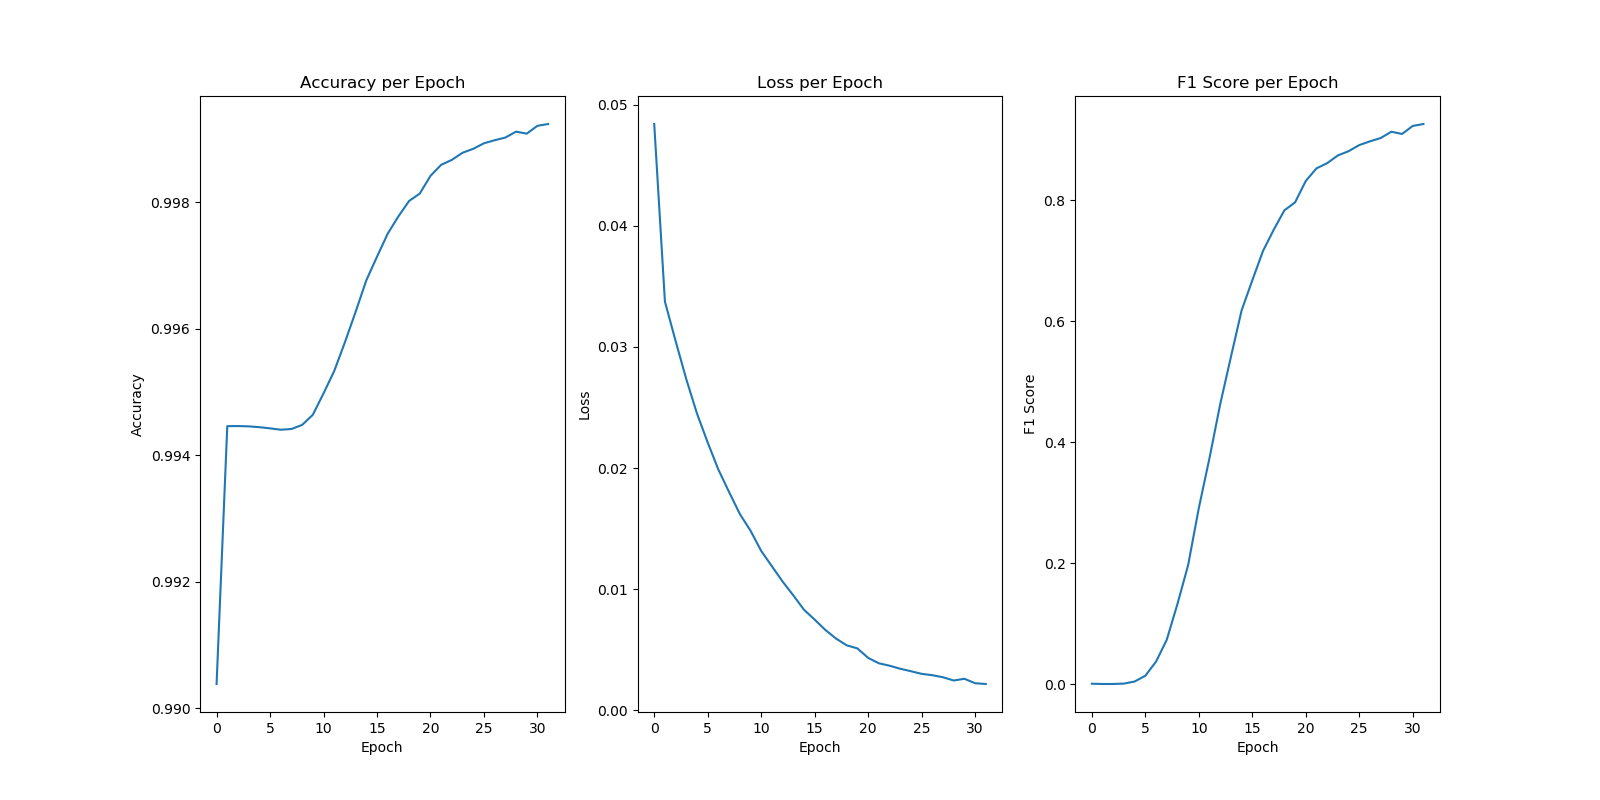 Accuracy per Epoch
Accuracy
0.998
0.996
0.994
0.992
0.990
0 5 10 15 20 25 30
Epoch
Loss per Epoch
Loss
0.05
0.04
0.03
0.02
0.01
0.00
0 5 10 15 20 25 30
Epoch
F1 Score per Epoch
F1 Score
0.8
0.6
0.4
0.2
0.0
0 5 10 15 20 25 30
Epoch